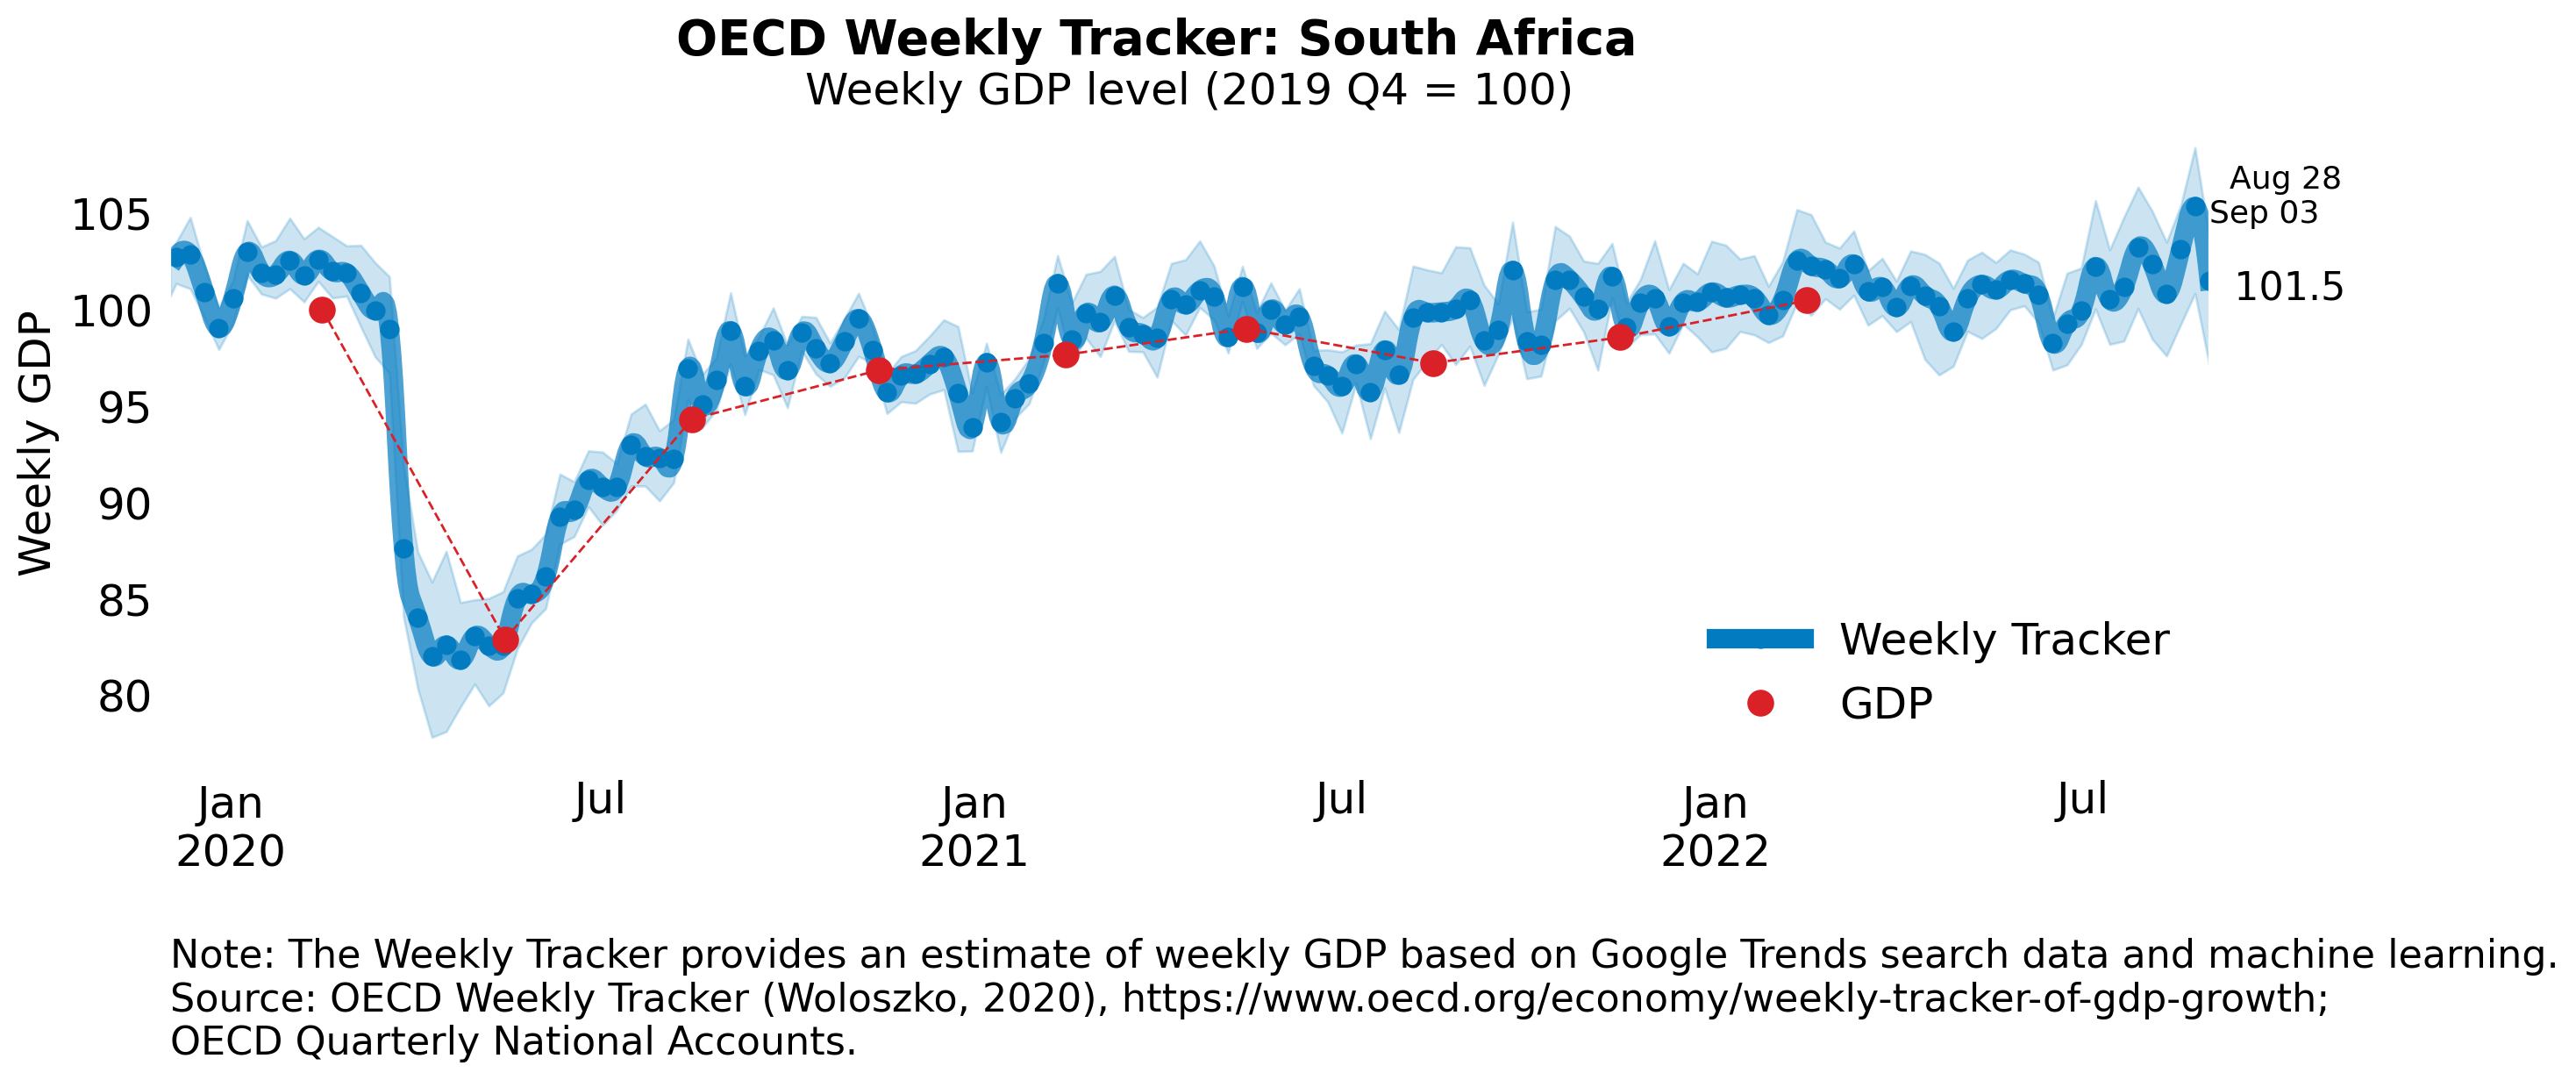 OECD Weekly Tracker: South Africa
Weekly GDP level (2019 Q4 = 100)
Weekly GDP
105
100
95
90
85
80
Aug 28
Sep 03
101.5
Weekly Tracker
GDP
Jan Jul Jan Jul Jan Jul
2020 2021 2022
Note: The Weekly Tracker provides an estimate of weekly GDP based on Google Trends search data and machine learning.
Source: OECD Weekly Tracker (Woloszko, 2020), https://www.oecd.org/economy/weekly-tracker-of-gdp-growth;
OECD Quarterly National Accounts.